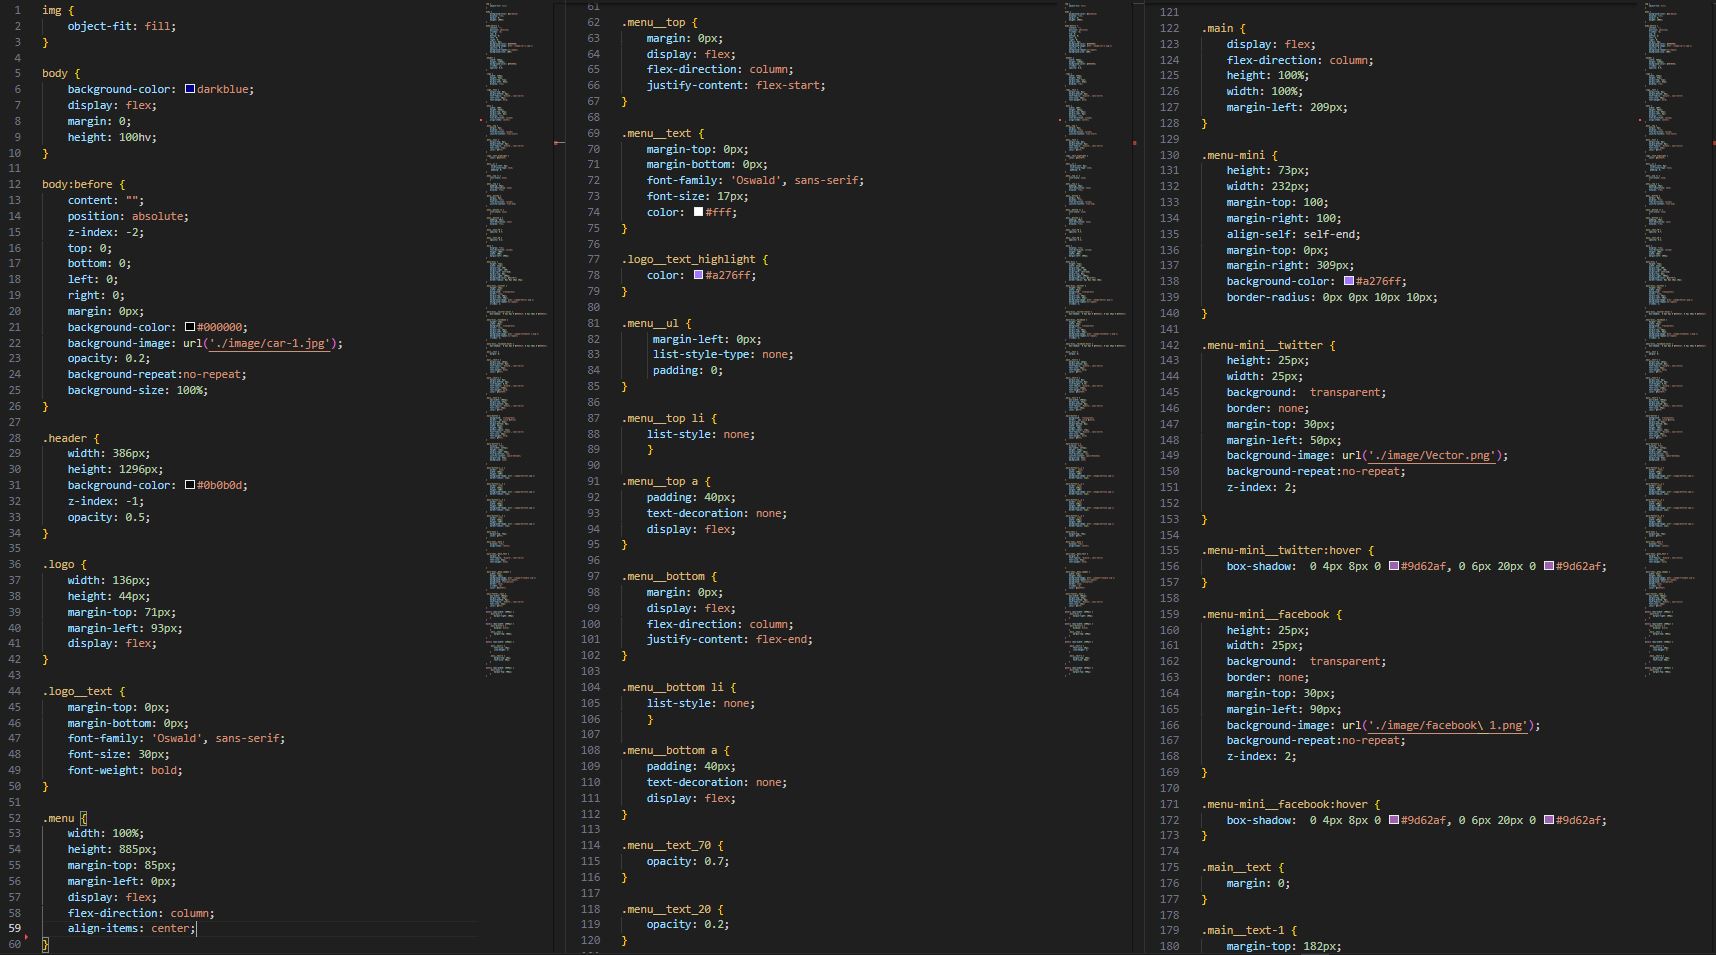 1 img {
2 object-fit: fill;
3 }
4
5 body {
6 background-color: darkblue;
7 display: flex;
8 margin: 0;
9 height: 100hv;
10 }
11
12 body:before {
13 content: "";
14 position: absolute;
15 z-index: -2;
16 top: 0;
17 bottom: 0;
18 left: 0;
19 right: 0;
20 margin: 0px;
21 background-color: #000000;
22 background-image: url('./image/car-1.jpg');
23 opacity: 0.2;
24 background-repeat:no-repeat;
25 background-size: 100%;
26 }
27
28 .header {
29 width: 386px;
30 height: 1296px;
31 background-color: #0b0b0d;
32 z-index: -1;
33 opacity: 0.5;
34 }
35
36 .logo {
37 width: 136px;
38 height: 44px;
39 margin-top: 71px;
40 margin-left: 93px;
41 display: flex;
42 }
43
44 .logo__text {
45 margin-top: 0px;
46 margin-bottom: 0px;
47 font-family: 'Oswald', sans-serif;
48 font-size: 30px;
49 font-weight: bold;
50 }
51
52 .menu {
53 width: 100%;
54 height: 885px;
55 margin-top: 85px;
56 margin-left: 0px;
57 display: flex;
58 flex-direction: column;
59 align-items: center;
60 }
61
62 .menu__top {
63 margin: 0px;
64 display: flex;
65 flex-direction: column;
66 justify-content: flex-start;
67 }
68
69 .menu__text {
70 margin-top: 0px;
71 margin-bottom: 0px;
72 font-family: 'Oswald', sans-serif;
73 font-size: 17px;
74 color: #fff;
75 }
76
77 .logo__text_highlight {
78 color: #a276ff;
79 }
80
81 .menu__ul {
82 margin-left: 0px;
83 list-style-type: none;
84 padding: 0;
85 }
86
87 .menu__top li {
88 list-style: none;
89 }
90
91 .menu__top a {
92 padding: 40px;
93 text-decoration: none;
94 display: flex;
95 }
96
97 .menu__bottom {
98 margin: 0px;
99 display: flex;
100 flex-direction: column;
101 justify-content: flex-end;
102 }
103
104 .menu__bottom li {
105 list-style: none;
106 }
107
108 .menu__bottom a {
109 padding: 40px;
110 text-decoration: none;
111 display: flex;
112 }
113
114 .menu__text_70 {
115 opacity: 0.7;
116 }
117
118 .menu__text_20 {
119 opacity: 0.2;
120 }
121
122 .main {
123 display: flex;
124 flex-direction: column;
125 height: 100%;
126 width: 100%;
127 margin-left: 209px;
128 }
129
130 .menu-mini {
131 height: 73px;
132 width: 232px;
133 margin-top: 100;
134 margin-right: 100;
135 align-self: self-end;
136 margin-top: 0px;
137 margin-right: 309px;
138 background-color: #a276ff;
139 border-radius: 0px 0px 10px 10px;
140 }
141
142 .menu-mini__twitter {
143 height: 25px;
144 width: 25px;
145 background: transparent;
146 border: none;
147 margin-top: 30px;
148 margin-left: 50px;
149 background-image: url('./image/Vector.png');
150 background-repeat:no-repeat;
151 z-index: 2;
152
153 }
154
155 .menu-mini__twitter:hover {
156 box-shadow: 0 4px 8px 0 #9d62af, 0 6px 20px 0 #9d62af;
157 }
158
159 .menu-mini__facebook {
160 height: 25px;
161 width: 25px;
162 background: transparent;
163 border: none;
164 margin-top: 30px;
165 margin-left: 90px;
166 background-image: url('./image/facebook\ 1.png');
167 background-repeat:no-repeat;
168 z-index: 2;
169 }
170
171 .menu-mini__facebook:hover {
172 box-shadow: 0 4px 8px 0 #9d62af, 0 6px 20px 0 #9d62af;
173 }
174
175 .main__text {
176 margin: 0;
177 }
178
179 .main__text-1 {
180 margin-top: 182px;